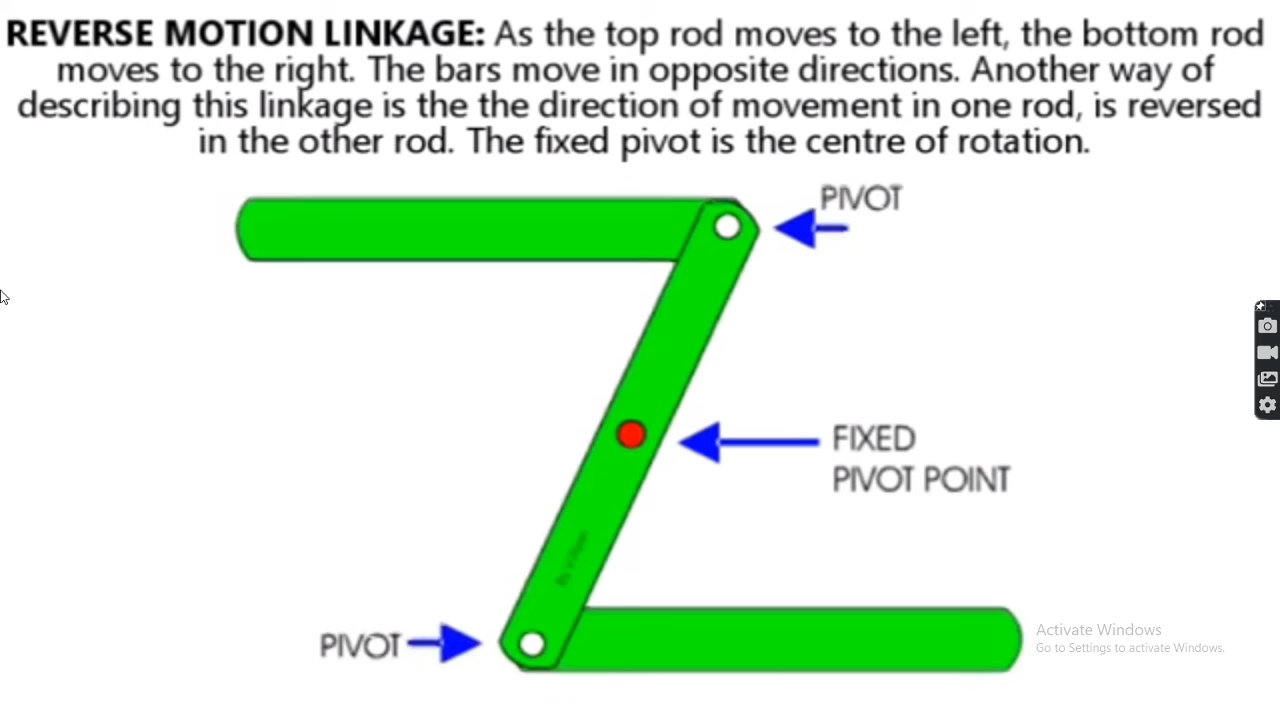 REVERSE MOTION LINKAGE: As the top rod moves to the left, the bottom rod
moves to the right. The bars move in opposite directions. Another way of
describing this linkage is the the direction of movement in one rod, is reversed
in the other rod. The fixed pivot is the centre of rotation.
PIVOT
FIXED
PIVOT POINT
By V.Ryan
PIVOT
Activate Windows
Go to Settings to activate Windows.